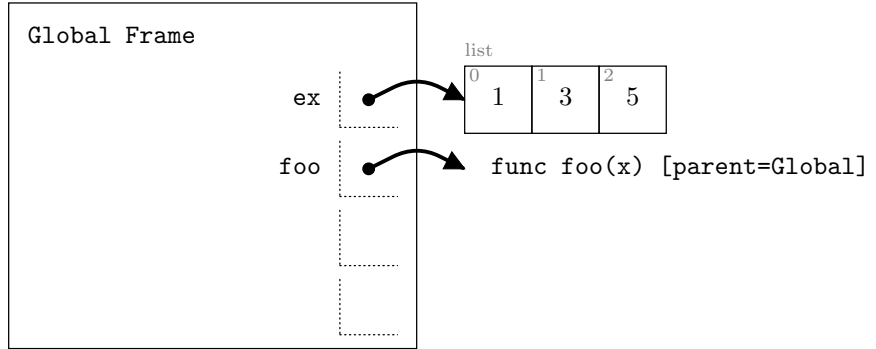 Global Frame
list
ex
0 1 2
1 3 5
foo
func foo(x) [parent=Global]